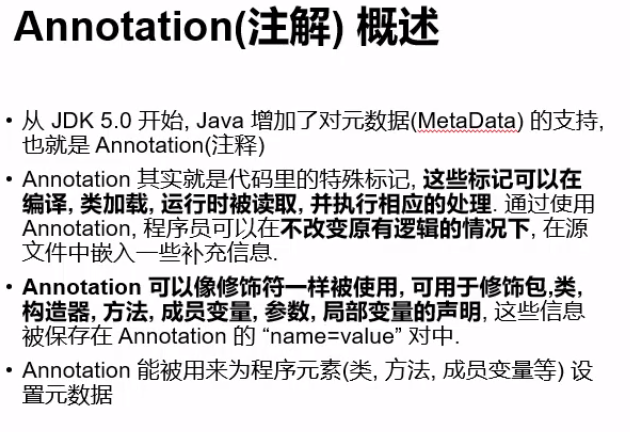 Annotation(注解) 概述
• 从 JDK 5.0 开始, Java 增加了对元数据(MetaData) 的支持,
也就是 Annotation(注释)
• Annotation 其实就是代码里的特殊标记, 这些标记可以在
编译, 类加载, 运行时被读取, 并执行相应的处理. 通过使用
Annotation, 程序员可以在不改变原有逻辑的情况下, 在源
文件中嵌入一些补充信息.
• Annotation 可以像修饰符一样被使用, 可用于修饰包,类,
构造器, 方法, 成员变量, 参数, 局部变量的声明, 这些信息
被保存在 Annotation 的 “name=value” 对中.
• Annotation 能被用来为程序元素(类, 方法, 成员变量等) 设
置元数据